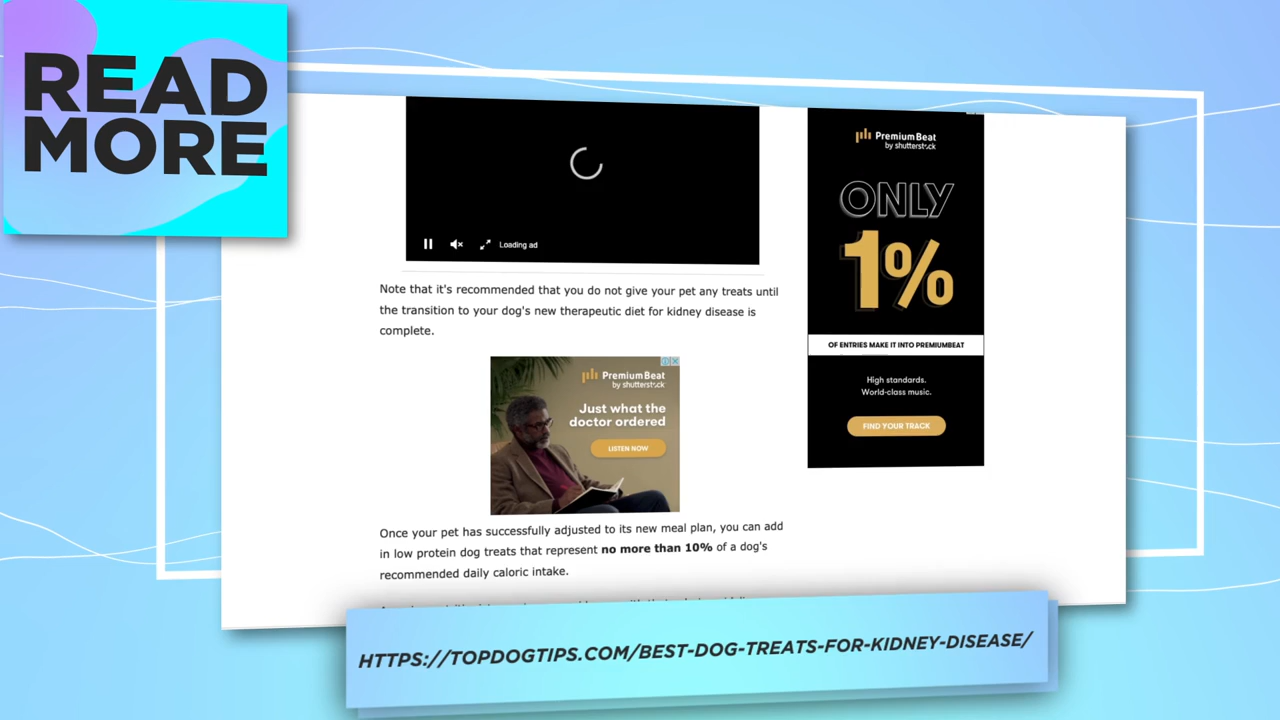 READ
MORE
Loading ad
Note that it's recommended that you do not give your pet any treats until
the transition to your dog's new therapeutic diet for kidney disease is
complete.
PremiumBeat
by shutterstock
Just what the
doctor ordered
LISTEN NOW
Once your pet has successfully adjusted to its new meal plan, you can add
in low protein dog treats that represent no more than 10% of a dog's
recommended daily caloric intake.
PremiumBeat
by shutterstock
ONLY
1%
OF ENTRIES MAKE IT INTO PREMIUMBEAT
High standards.
World-class music.
FIND YOUR TRACK
HTTPS://TOPDOGTIPS.COM/BEST-DOG-TREATS-FOR-KIDNEY-DISEASE/